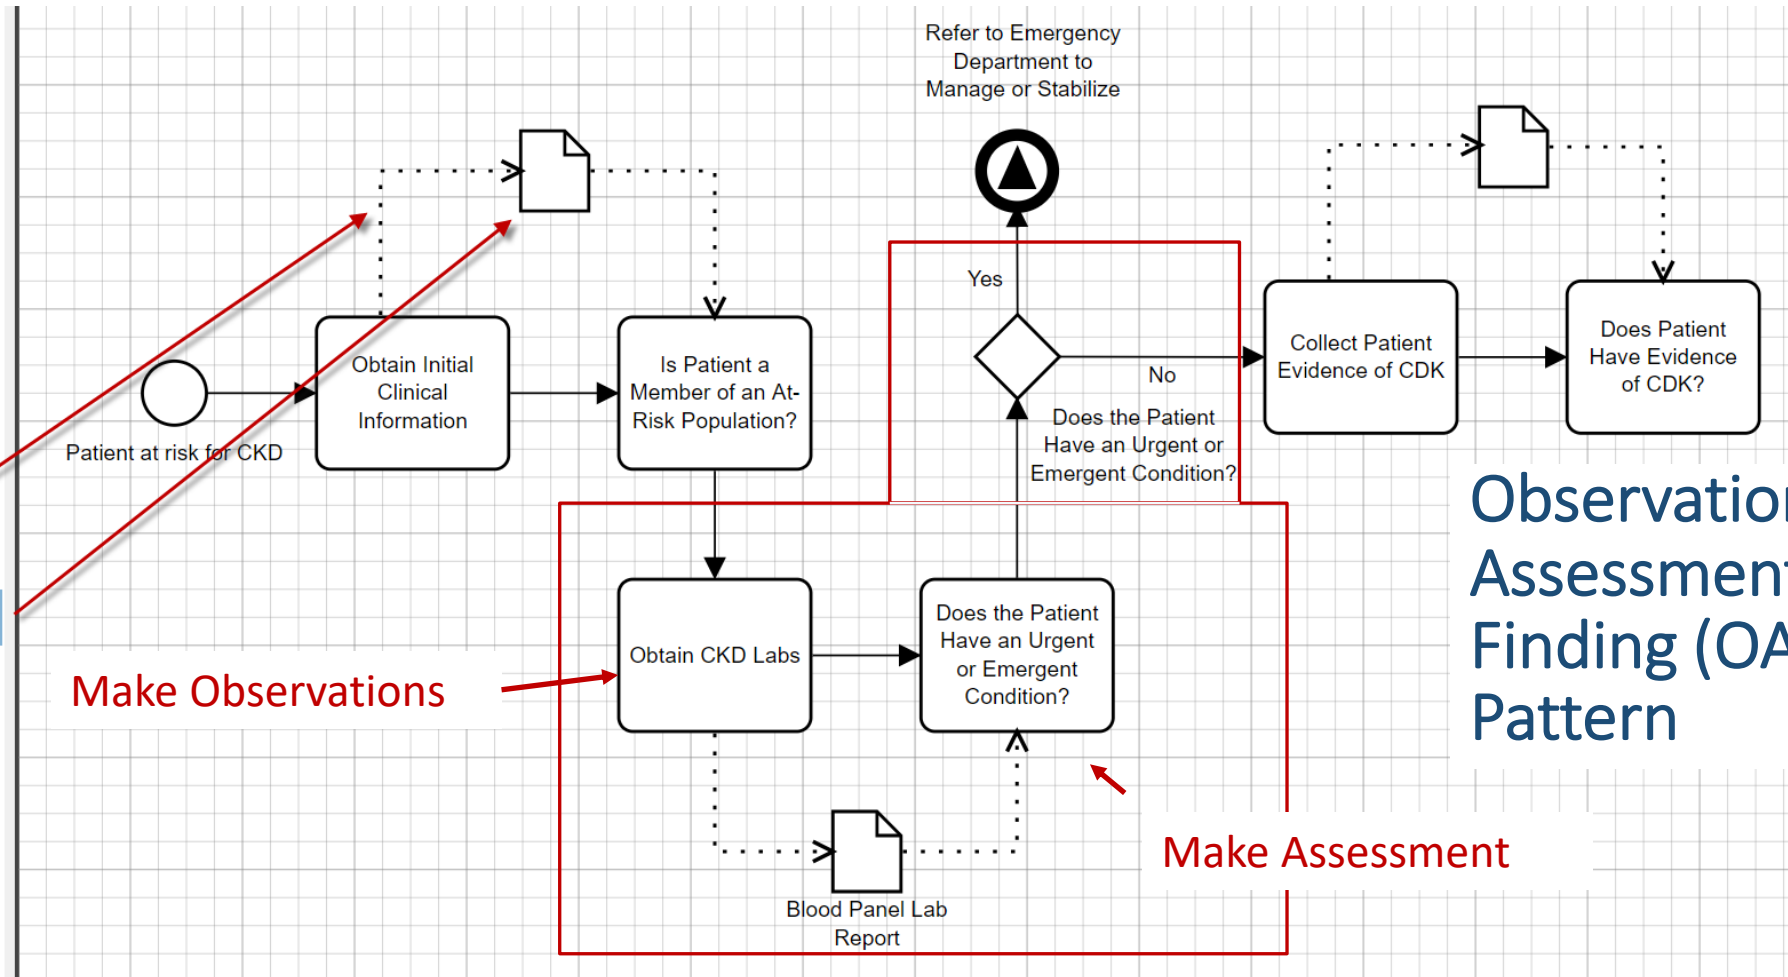 Refer to Emergency
Department to
Manage or Stabilize
Yes
No
Does the Patient
Have an Urgent or
Emergent Condition?
Obtain Initial
Clinical
Information
Is Patient a
Member of an At-
Risk Population?
Collect Patient
Evidence of CDK
Does Patient
Have Evidence
of CDK?
Patient at risk for CKD
Observation
Assessment
Finding (OA
Pattern
Obtain CKD Labs
Does the Patient
Have an Urgent
or Emergent
Condition?
Make Observations
Make Assessment
Blood Panel Lab
Report